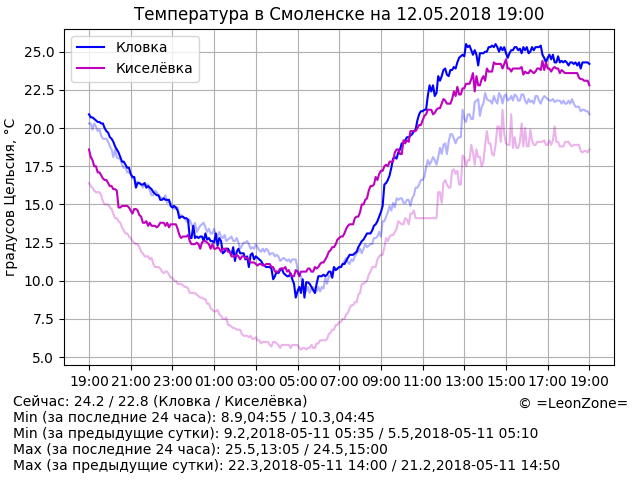 Температура в Смоленске на 12.05.2018 19:00
Кловка
Киселёвка
градусов Цельсия, °C
25.0
22.5
20.0
17.5
15.0
12.5
10.0
7.5
5.0
19:00 21:00 23:00 01:00 03:00 05:00 07:00 09:00 11:00 13:00 15:00 17:00 19:00
Сейчас: 24.2 / 22.8 (Кловка / Киселёвка)
© =LeonZone=
Min (за последние 24 часа): 8.9,04:55 / 10.3,04:45
Min (за предыдущие сутки): 9.2,2018-05-11 05:35 / 5.5,2018-05-11 05:10
Max (за последние 24 часа): 25.5,13:05 / 24.5,15:00
Max (за предыдущие сутки): 22.3,2018-05-11 14:00 / 21.2,2018-05-11 14:50